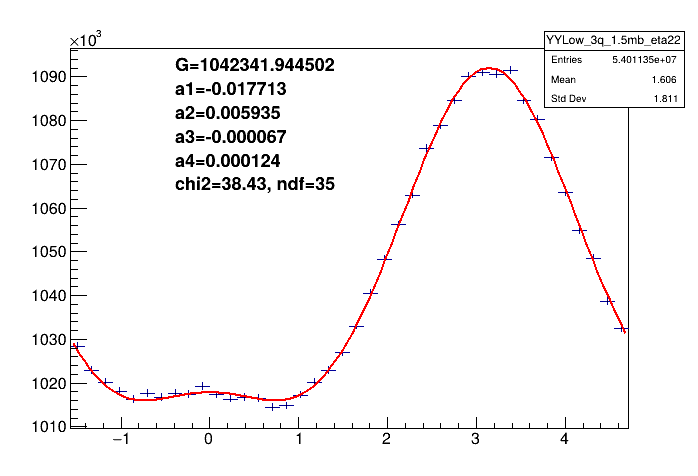 ×10³
YYLow_3q_1.5mb_eta22
Entries 5.401135e+07
Mean 1.606
Std Dev 1.811
G=1042341.944502
a1=-0.017713
a2=0.005935
a3=-0.000067
a4=0.000124
chi2=38.43, ndf=35
1090
1080
1070
1060
1050
1040
1030
1020
1010
−1 0 1 2 3 4